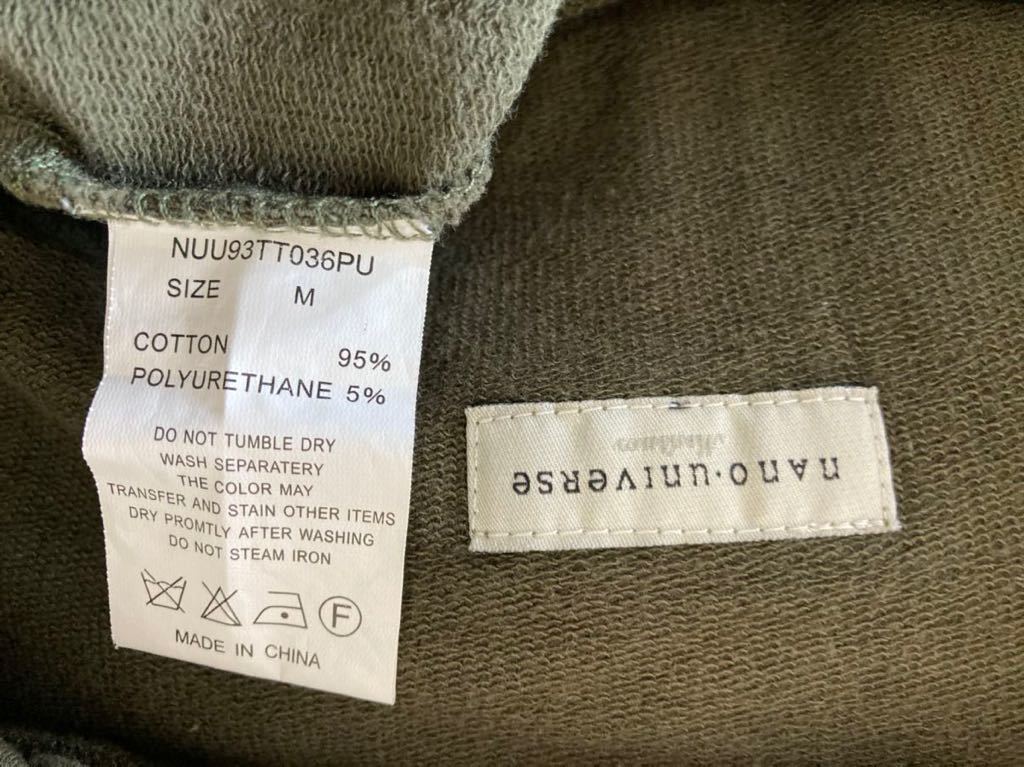 NUU93TT036PU
SIZE M
COTTON 95%
POLYURETHANE 5%
DO NOT TUMBLE DRY
WASH SEPARATERY
THE COLOR MAY
TRANSFER AND STAIN OTHER ITEMS
DRY PROMTLY AFTER WASHING
DO NOT STEAM IRON
F
MADE IN CHINA
nano·universe